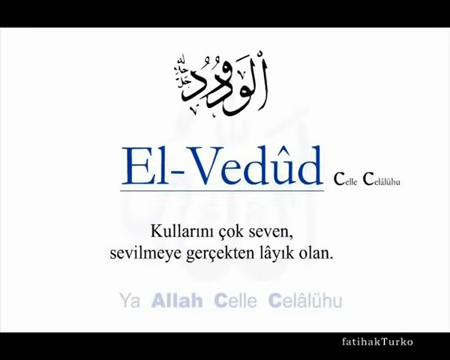 الودود جل جلاله
El-Vedûd Celle Celâlühu
Kullarını çok seven,
sevilmeye gerçekten lâyık olan.
Ya Allah Celle Celâlühu
fatihakTurko